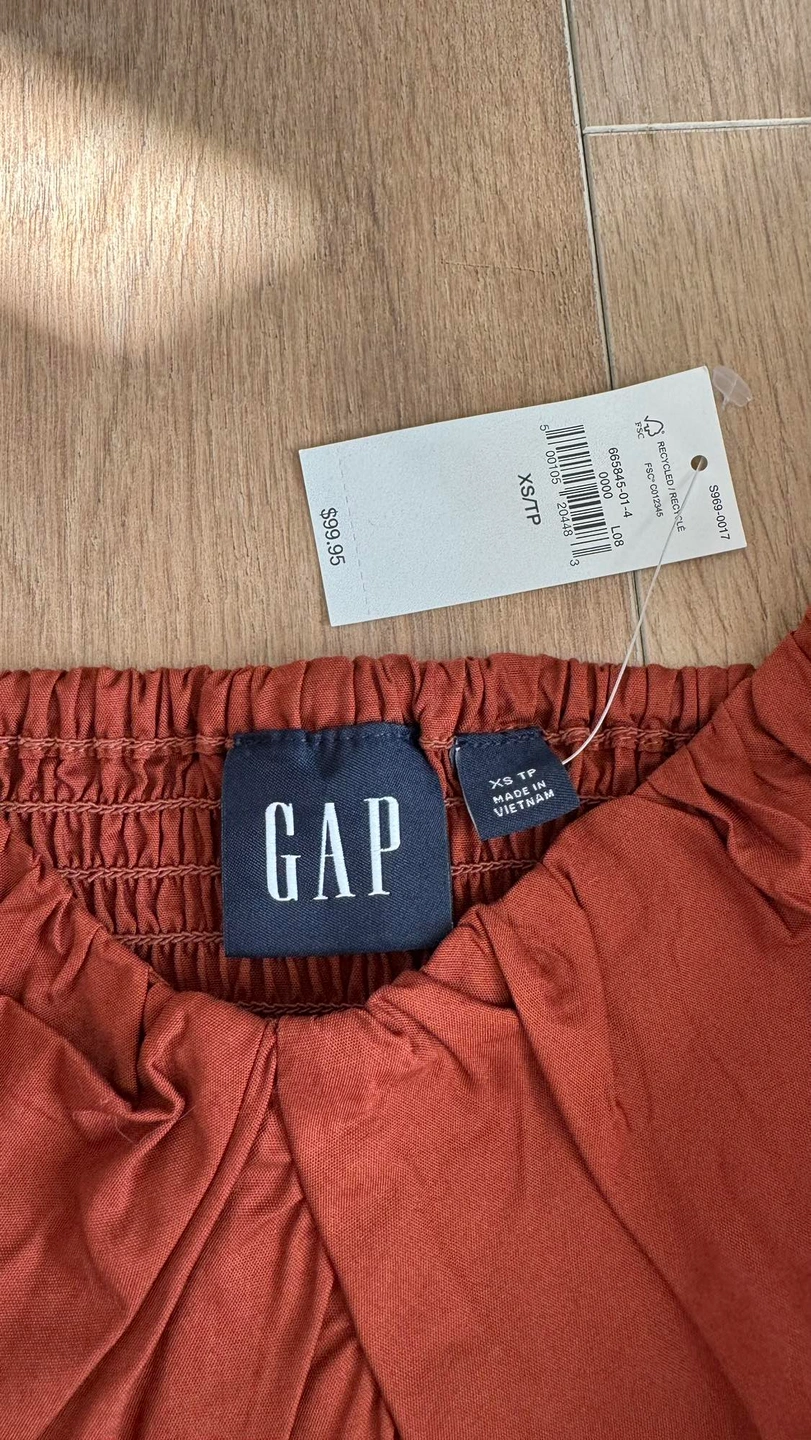 S969-0017
RECYCLED / RECYCLÉ
FSC® C012345
FSC
665845-01-4 L08
0000
5 00105 20448 3
XS/TP
$99.95
GAP
XS TP
MADE IN
VIETNAM